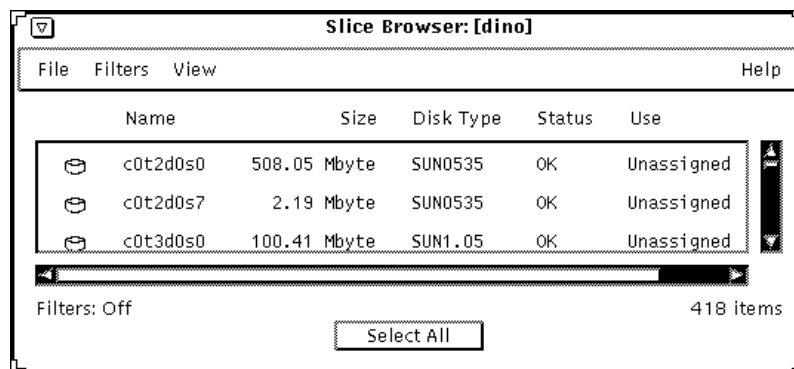 Slice Browser: [dino]
File Filters View Help
Name Size Disk Type Status Use
c0t2d0s0 508.05 Mbyte SUN0535 OK Unassigned
c0t2d0s7 2.19 Mbyte SUN0535 OK Unassigned
c0t3d0s0 100.41 Mbyte SUN1.05 OK Unassigned
Filters: Off 418 items
Select All